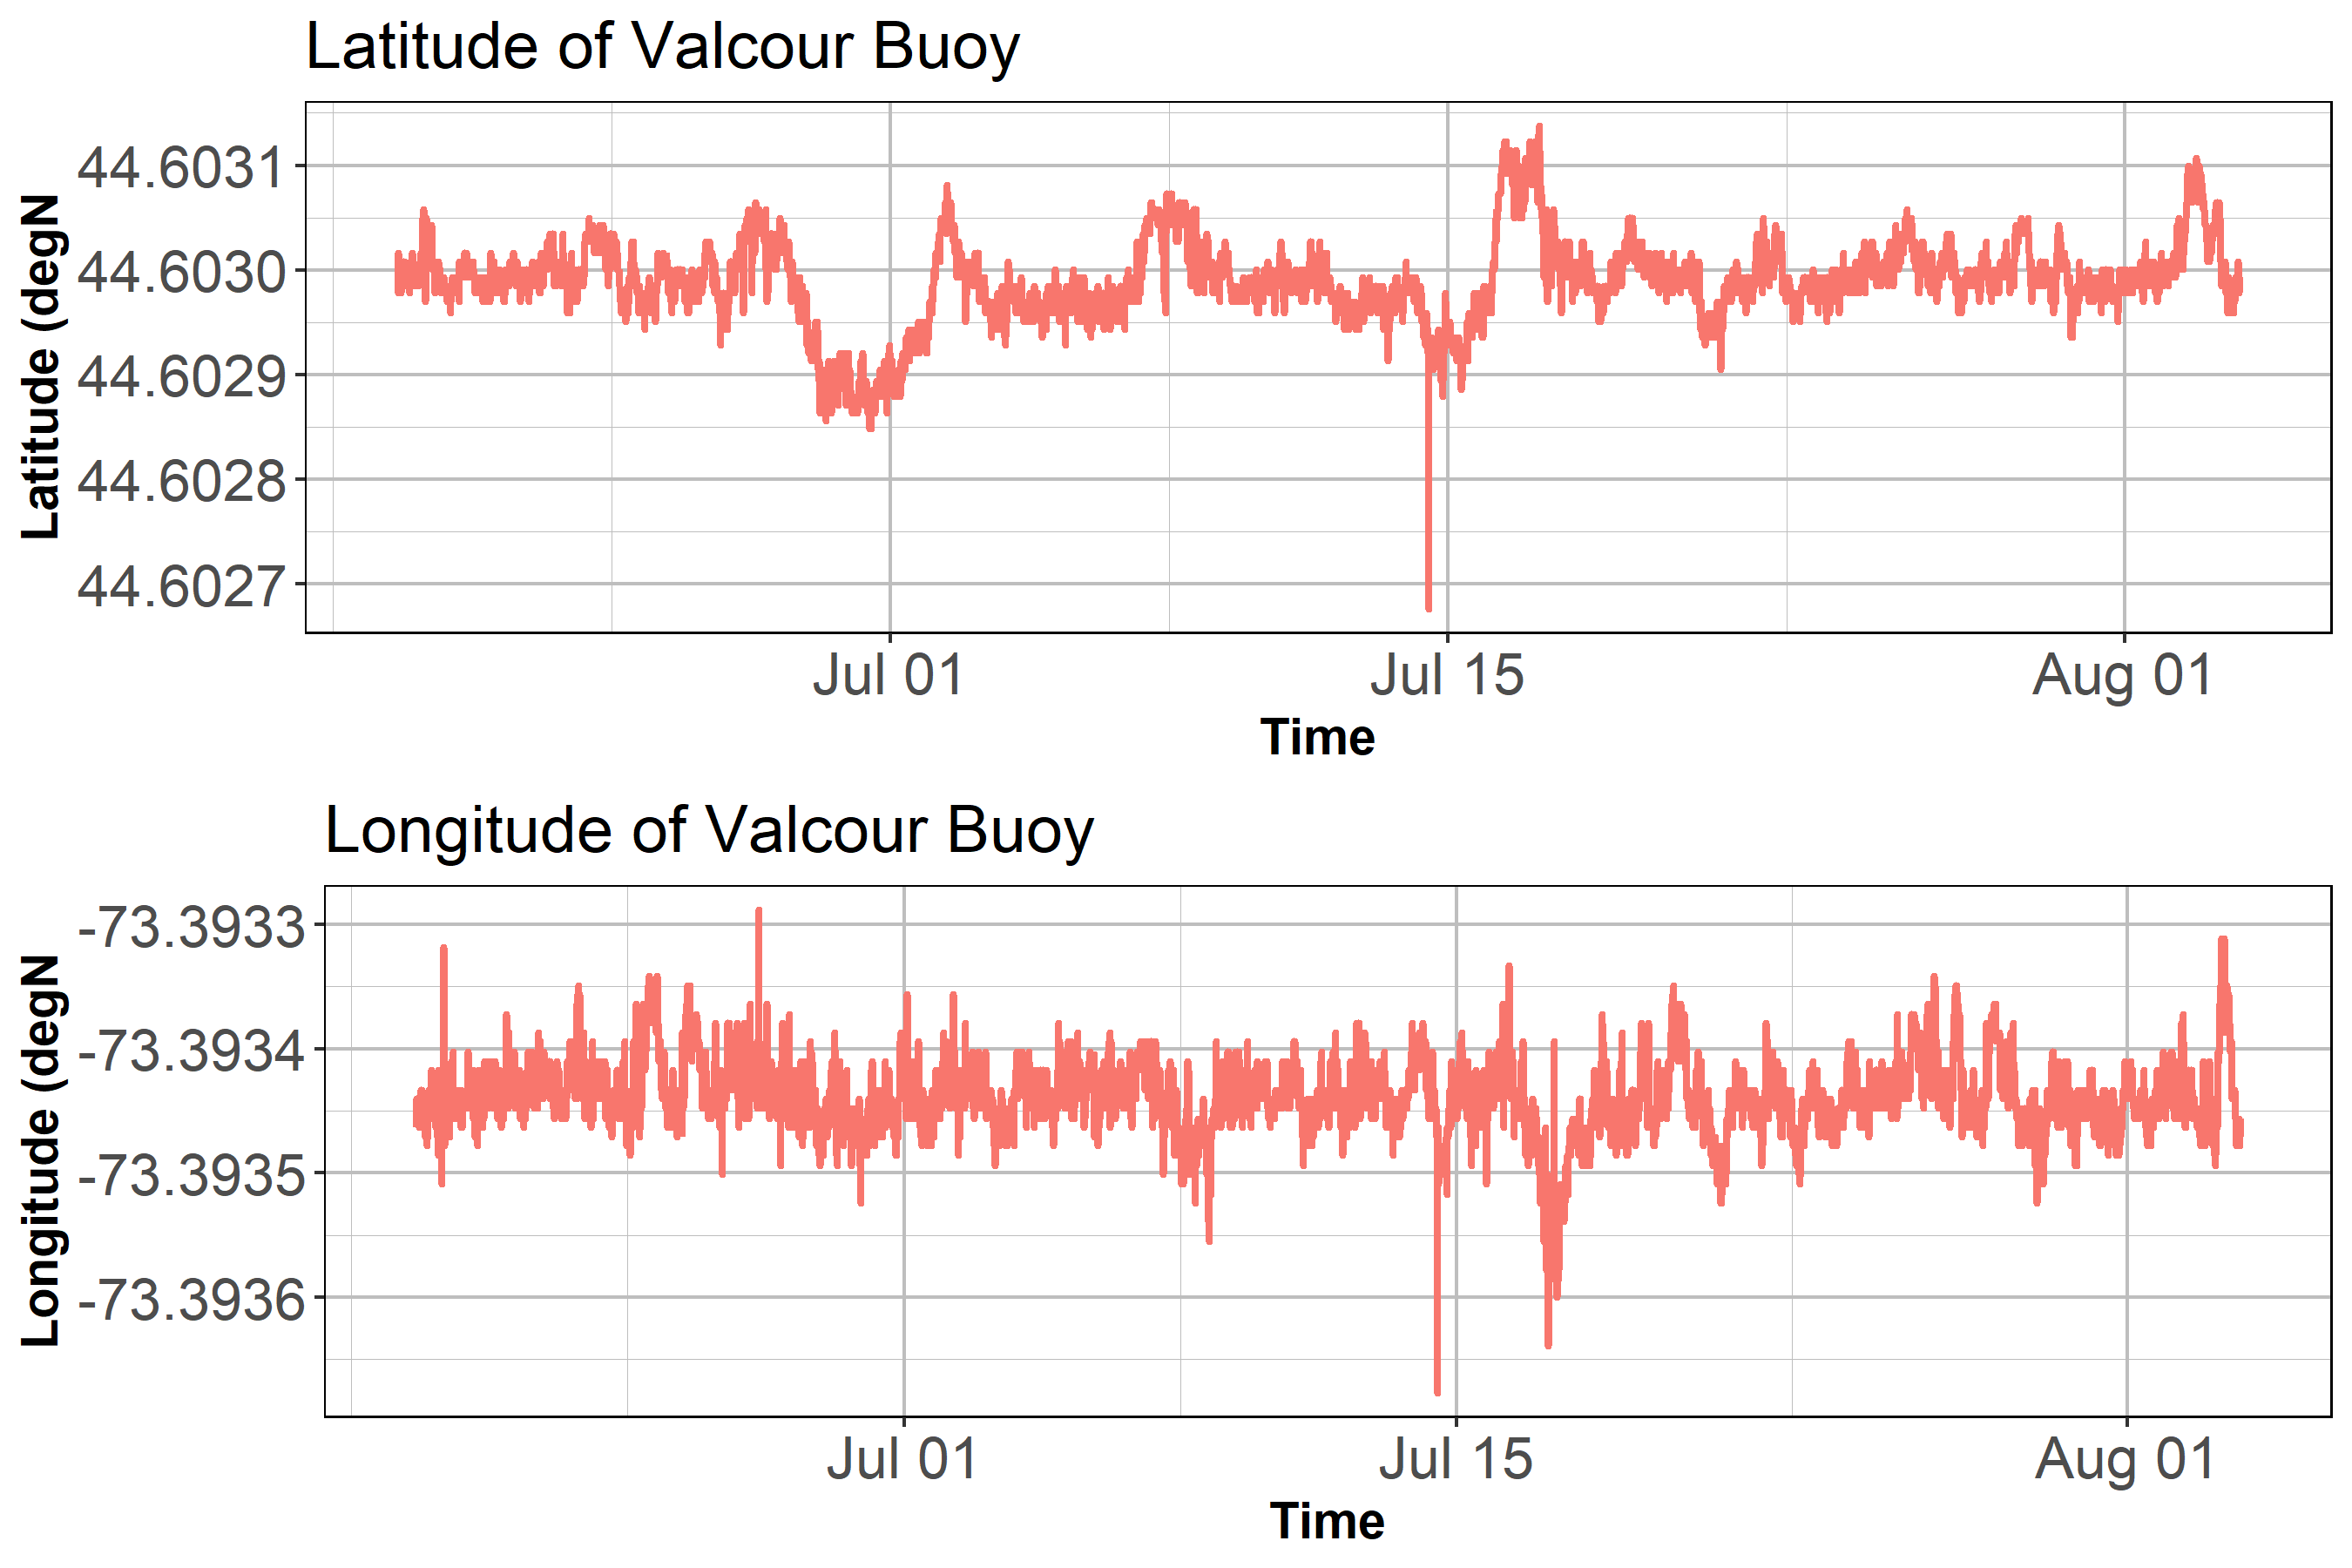 Latitude of Valcour Buoy
Latitude (degN
44.6031
44.6030
44.6029
44.6028
44.6027
Jul 01 Jul 15 Aug 01
Time
Longitude of Valcour Buoy
Longitude (degN
-73.3933
-73.3934
-73.3935
-73.3936
Jul 01 Jul 15 Aug 01
Time